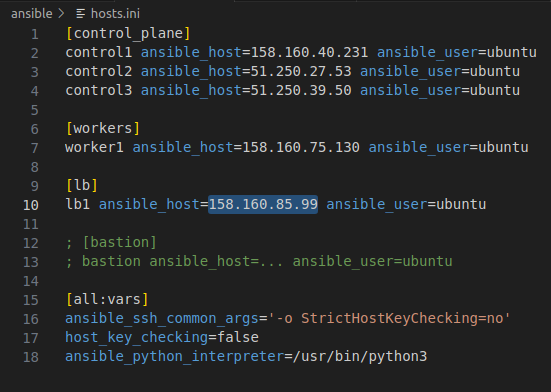 ansible > hosts.ini
1 [control_plane]
2 control1 ansible_host=158.160.40.231 ansible_user=ubuntu
3 control2 ansible_host=51.250.27.53 ansible_user=ubuntu
4 control3 ansible_host=51.250.39.50 ansible_user=ubuntu
5
6 [workers]
7 worker1 ansible_host=158.160.75.130 ansible_user=ubuntu
8
9 [lb]
10 lb1 ansible_host=158.160.85.99 ansible_user=ubuntu
11
12 ; [bastion]
13 ; bastion ansible_host=... ansible_user=ubuntu
14
15 [all:vars]
16 ansible_ssh_common_args='-o StrictHostKeyChecking=no'
17 host_key_checking=false
18 ansible_python_interpreter=/usr/bin/python3